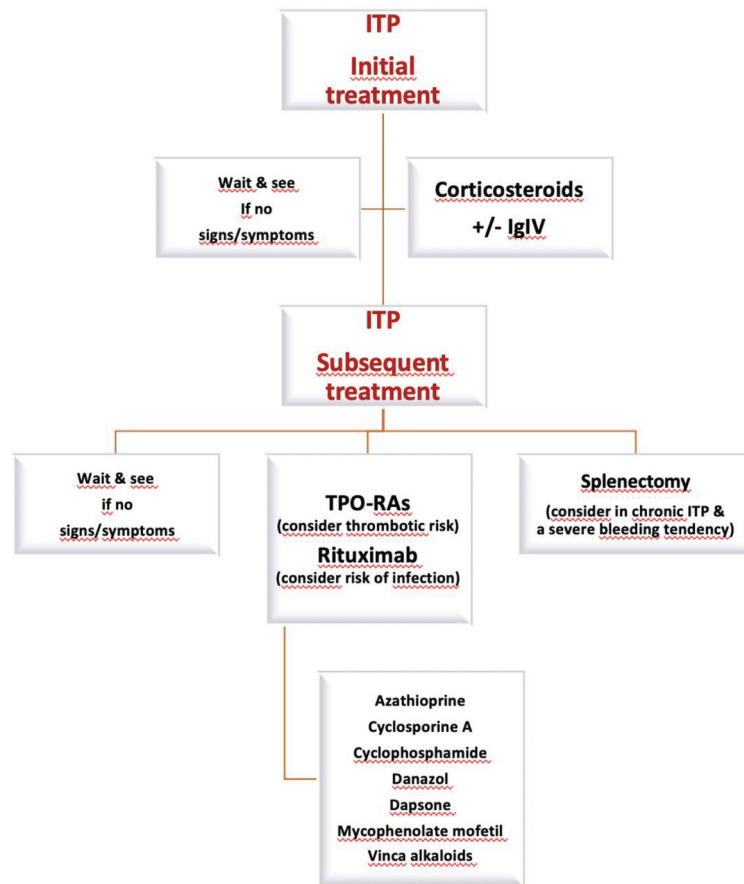 ITP
Initial
treatment
Wait & see
If no
signs/symptoms
Corticosteroids
+/- IgIV
ITP
Subsequent
treatment
Wait & see
if no
signs/symptoms
TPO-RAs
(consider thrombotic risk)
Rituximab
(consider risk of infection)
Splenectomy
(consider in chronic ITP &
a severe bleeding tendency)
Azathioprine
Cyclosporine A
Cyclophosphamide
Danazol
Dapsone
Mycophenolate mofetil
Vinca alkaloids